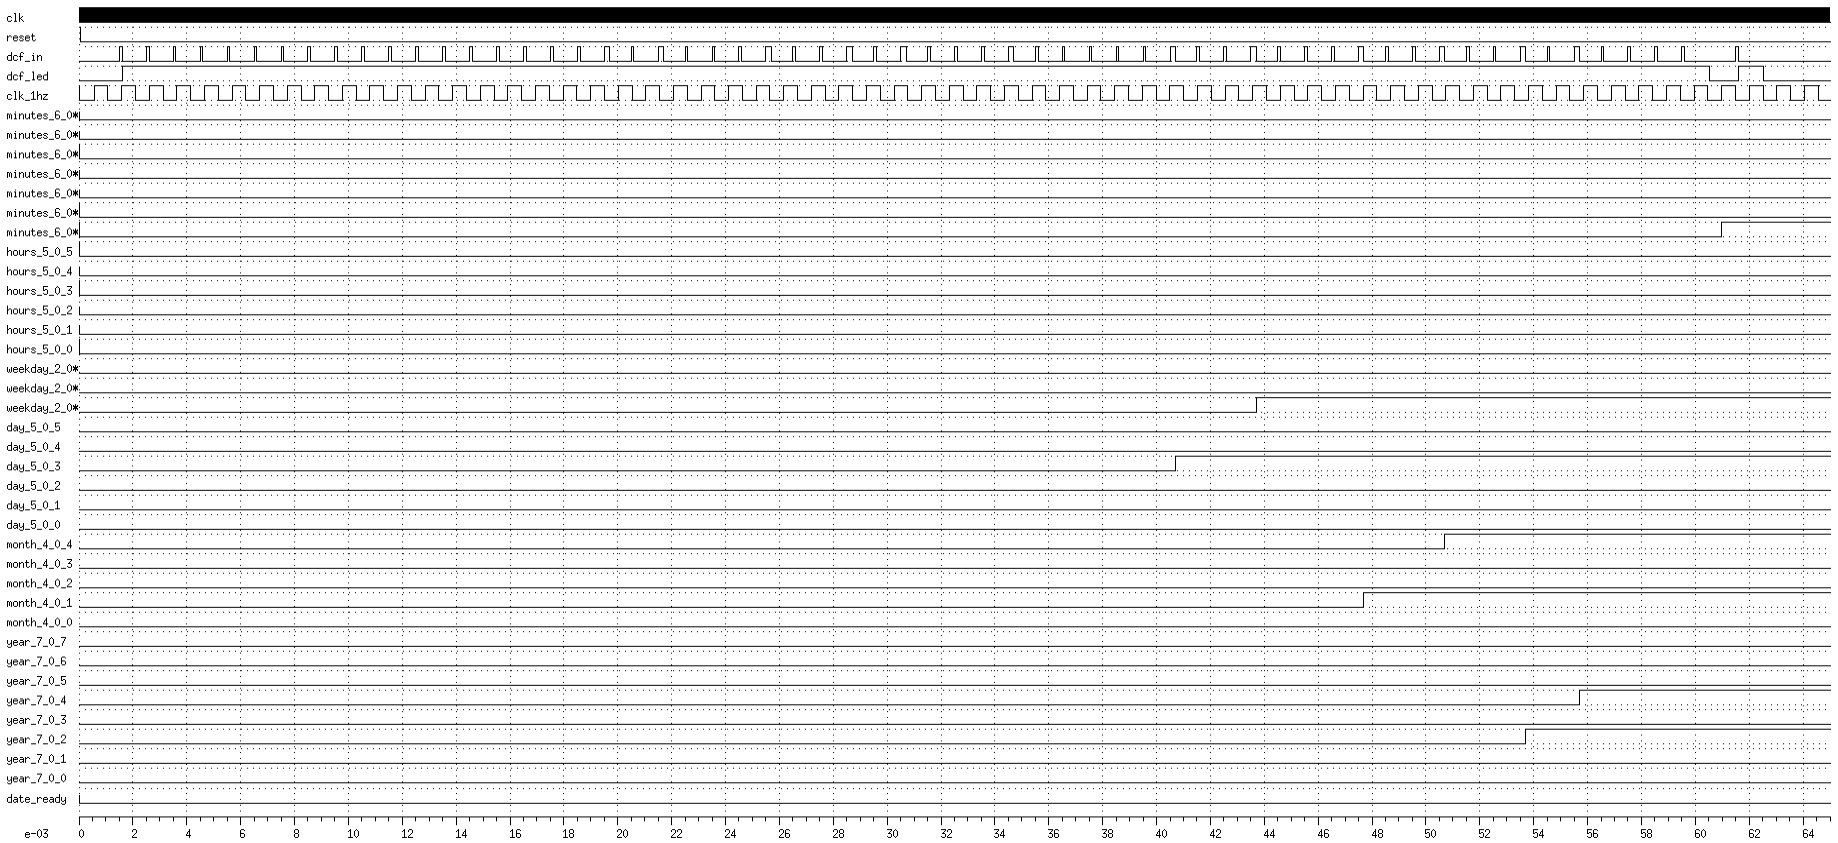 clk
reset
dcf_in
dcf_led
clk_1hz
minutes_6_0*
minutes_6_0*
minutes_6_0*
minutes_6_0*
minutes_6_0*
minutes_6_0*
minutes_6_0*
hours_5_0_5
hours_5_0_4
hours_5_0_3
hours_5_0_2
hours_5_0_1
hours_5_0_0
weekday_2_0*
weekday_2_0*
weekday_2_0*
day_5_0_5
day_5_0_4
day_5_0_3
day_5_0_2
day_5_0_1
day_5_0_0
month_4_0_4
month_4_0_3
month_4_0_2
month_4_0_1
month_4_0_0
year_7_0_7
year_7_0_6
year_7_0_5
year_7_0_4
year_7_0_3
year_7_0_2
year_7_0_1
year_7_0_0
date_ready
e-03 0 2 4 6 8 10 12 14 16 18 20 22 24 26 28 30 32 34 36 38 40 42 44 46 48 50 52 54 56 58 60 62 64